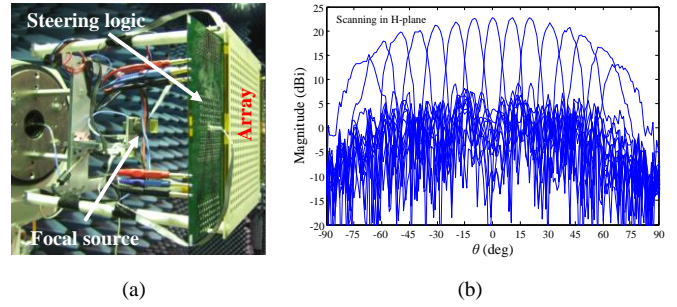 Steering logic
Array
Focal source
(a)
Scanning in H-plane
Magnitude (dBi)
25
20
15
10
5
0
-5
-10
-15
-20
-90 -75 -60 -45 -30 -15 0 15 30 45 60 75 90
θ (deg)
(b)